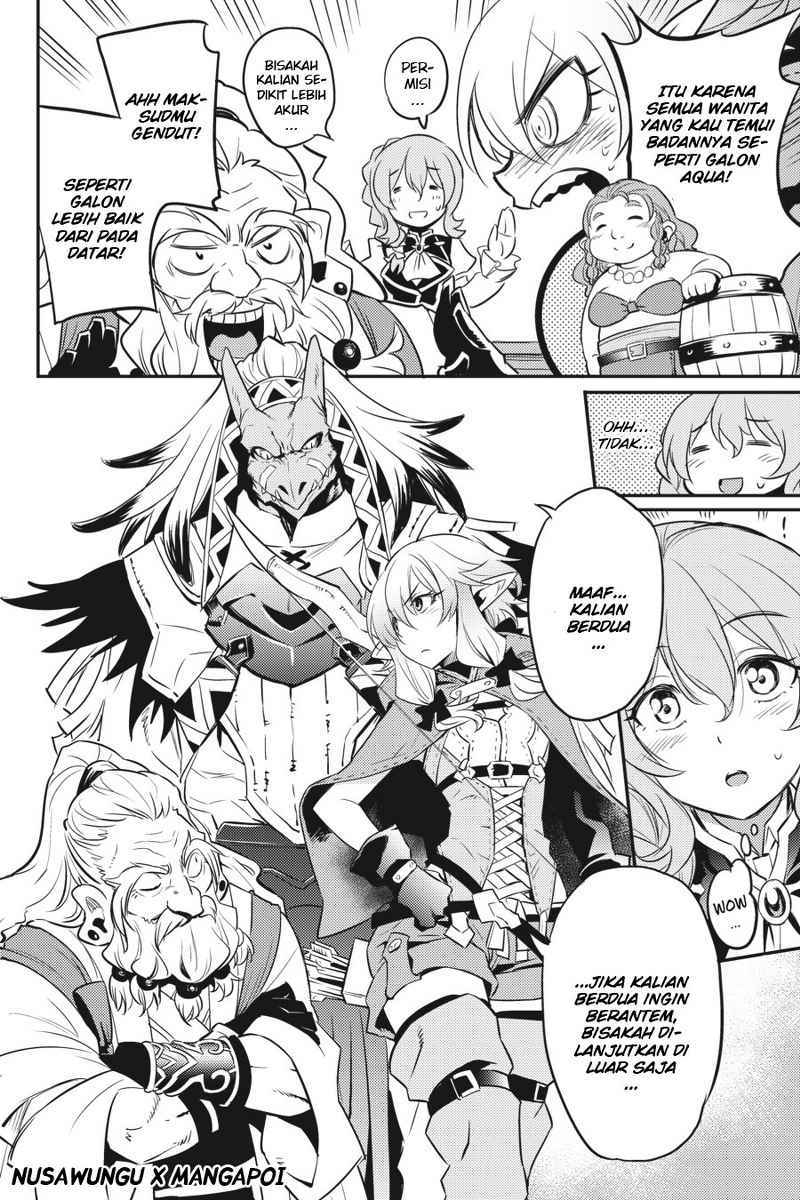 ITU KARENA
SEMUA WANITA
YANG KAU TEMUI
BADANNYA SE-
PERTI GALON
AQUA!
PER-
MISI
...
BISAKAH
KALIAN SE-
DIKIT LEBIH
AKUR
...
AHH MAK-
SUDMU
GENDUT!
SEPERTI
GALON
LEBIH BAIK
DARI PADA
DATAR!
OHH...
TIDAK...
MAAF...
KALIAN
BERDUA
...
WOW
...
...JIKA KALIAN
BERDUA INGIN
BERANTEM,
BISAKAH DI-
LANJUTKAN DI
LUAR SAJA
...
NUSAWUNGU X MANGAPOI